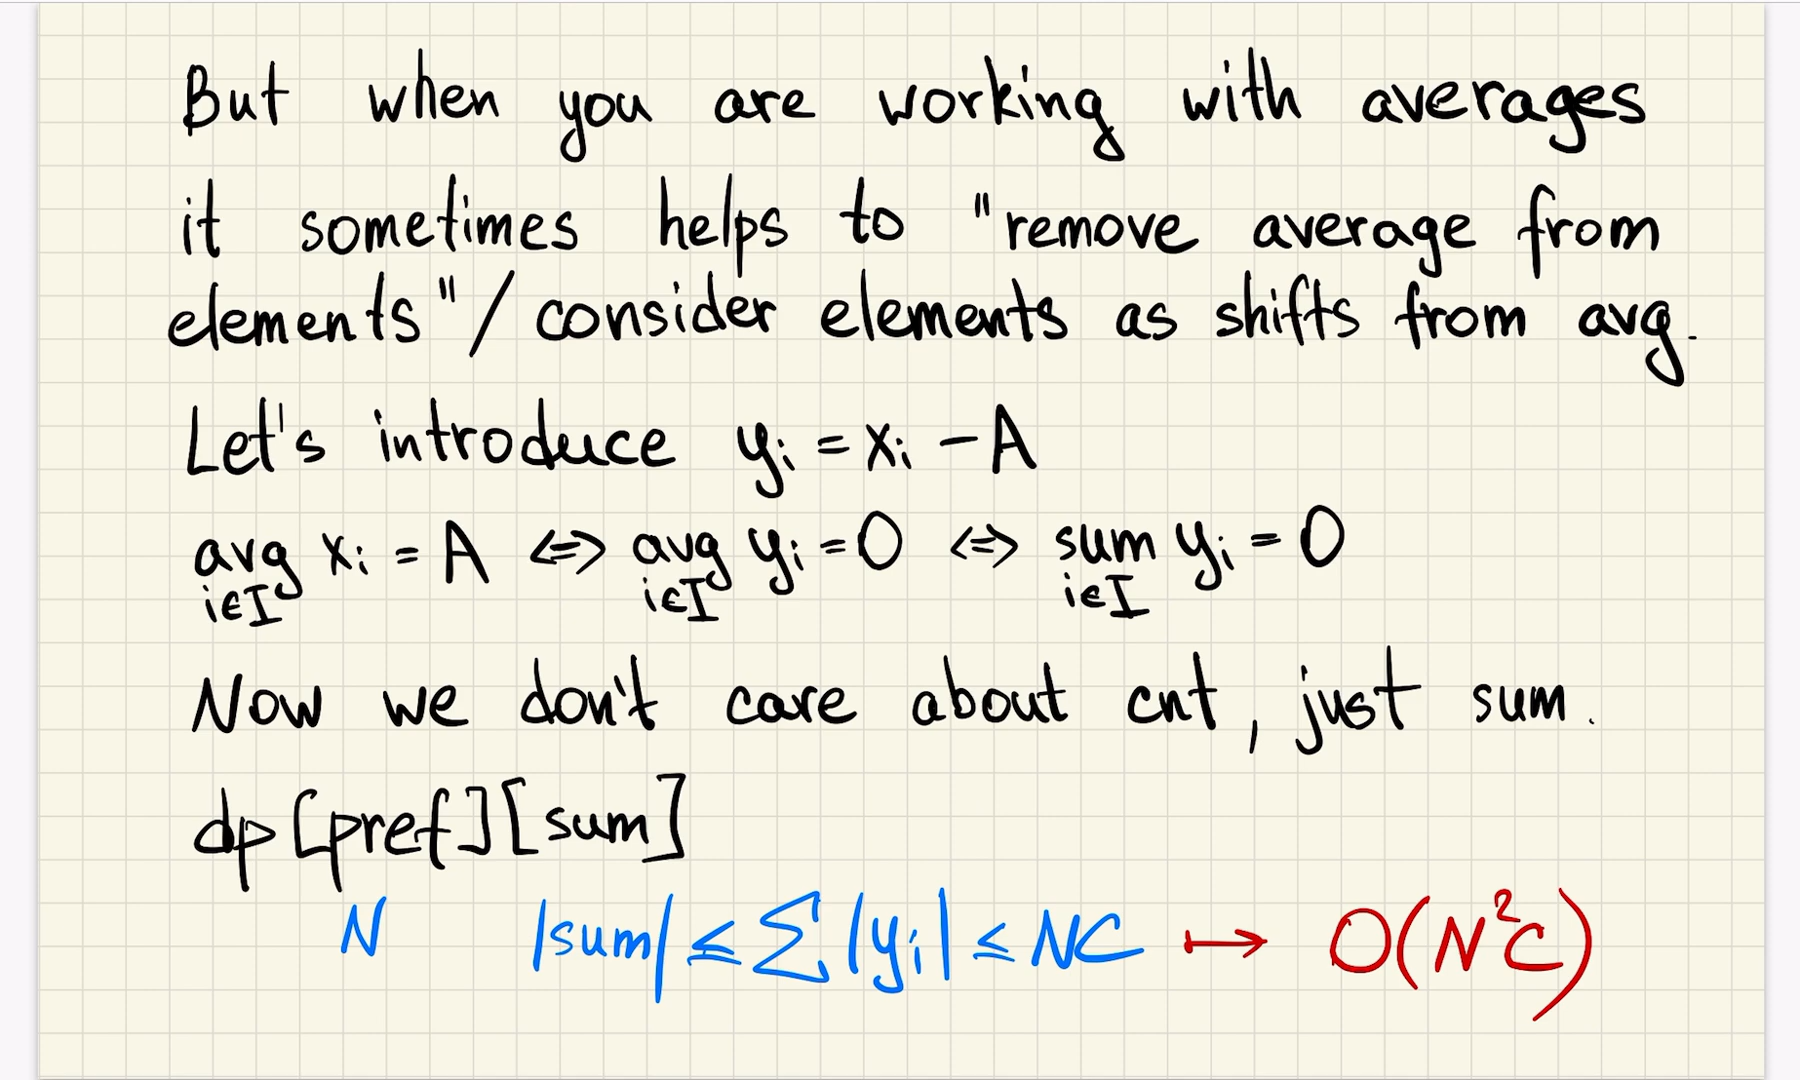 But when you are working with averages
it sometimes helps to "remove average from
elements"/ consider elements as shifts from avg.
Let's introduce yᵢ = xᵢ - A
avg xᵢ = A ⇔ avg yᵢ = 0 ⇔ sum yᵢ = 0
i∈I i∈I i∈I
Now we don't care about cnt, just sum.
dp[pref][sum]
N |sum| ≤ ∑|yᵢ| ≤ NC ↦ O(N²C)